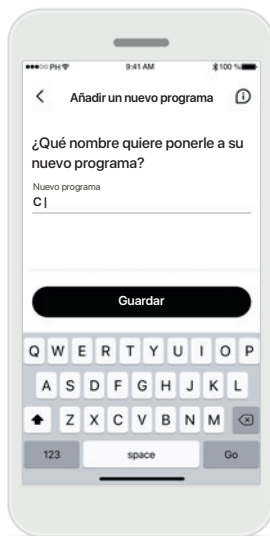 PH 9:41 AM 100 %
Añadir un nuevo programa
¿Qué nombre quiere ponerle a su
nuevo programa?
Nuevo programa
C|
Guardar
Q W E R T Y U I O P
A S D F G H J K L
Z X C V B N M
123 space Go